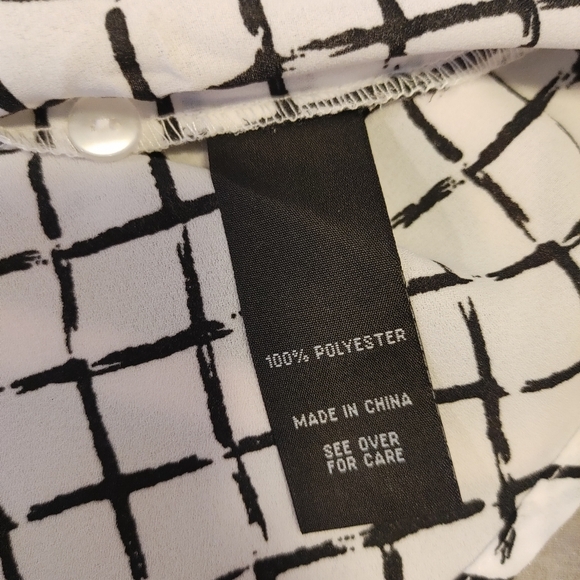 100% POLYESTER
MADE IN CHINA
SEE OVER
FOR CARE